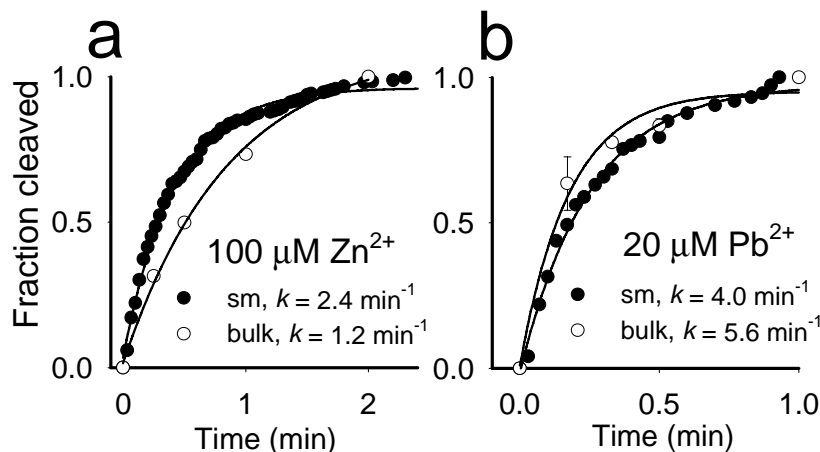 a
Fraction cleaved
1.0
0.5
0.0
100 μM Zn²⁺
sm, k = 2.4 min⁻¹
bulk, k = 1.2 min⁻¹
0 1 2
Time (min)
b
1.0
0.5
0.0
20 μM Pb²⁺
sm, k = 4.0 min⁻¹
bulk, k = 5.6 min⁻¹
0.0 0.5 1.0
Time (min)